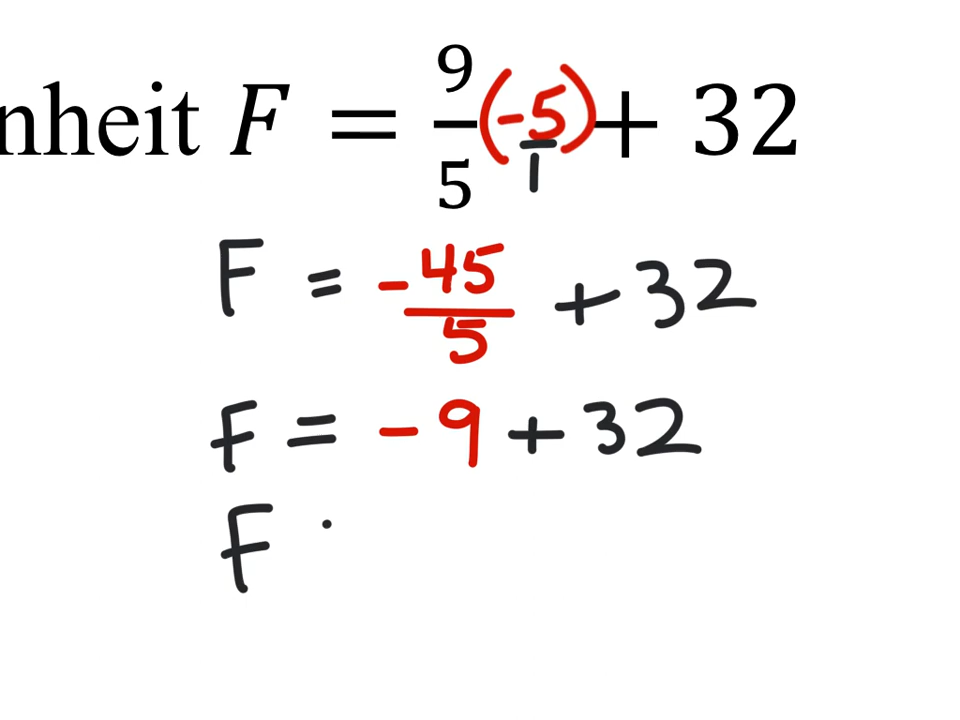 nheit F = 9/5 (-5/1) + 32
F = -45/5 + 32
F = -9 + 32
F